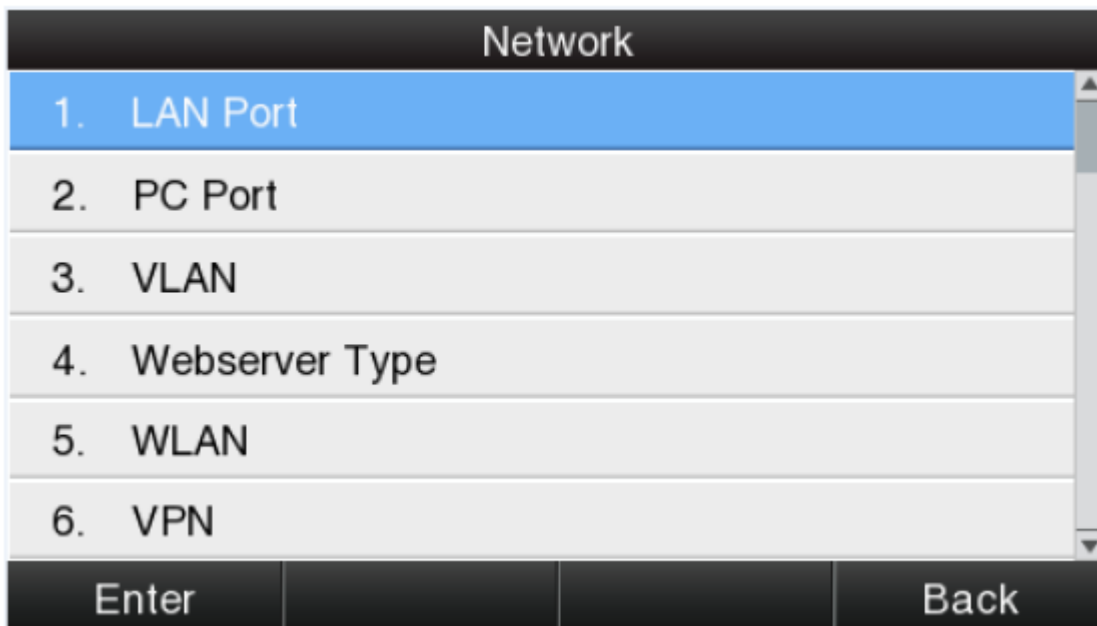 Network
1. LAN Port
2. PC Port
3. VLAN
4. Webserver Type
5. WLAN
6. VPN
Enter Back